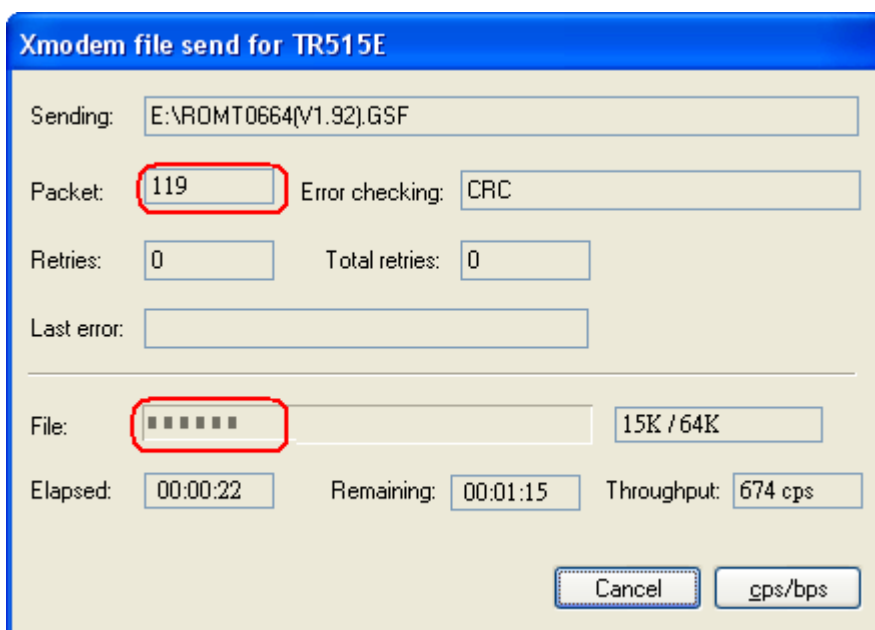 Xmodem file send for TR515E
Sending: E:\ROMT0664(V1.92).GSF
Packet: 119 Error checking: CRC
Retries: 0 Total retries: 0
Last error:
File: 15K / 64K
Elapsed: 00:00:22 Remaining: 00:01:15 Throughput: 674 cps
Cancel cps/bps